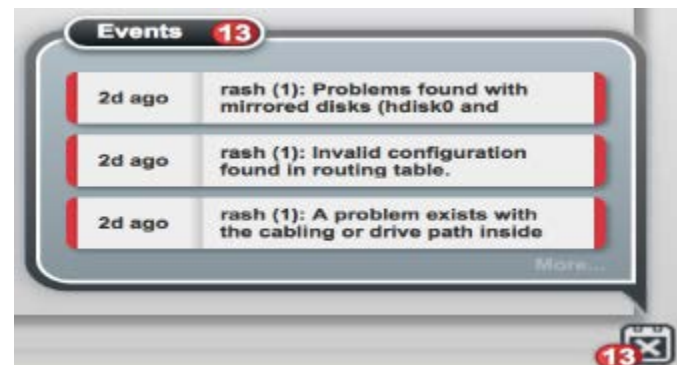 Events 13
2d ago
rash (1): Problems found with
mirrored disks (hdisk0 and
2d ago
rash (1): Invalid configuration
found in routing table.
2d ago
rash (1): A problem exists with
the cabling or drive path inside
More...
13